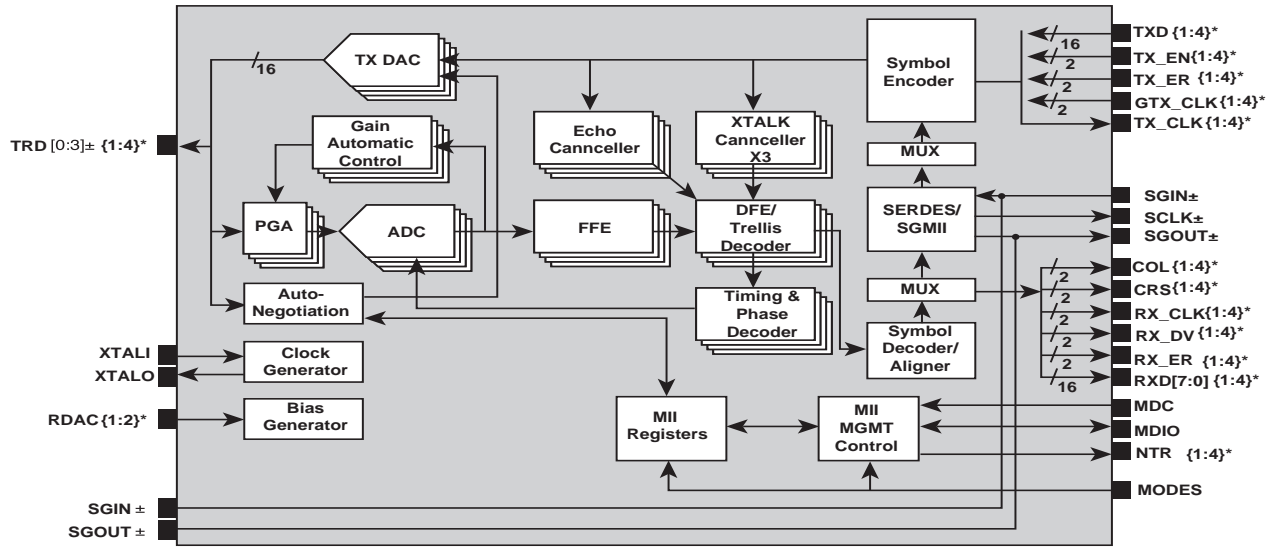 TRD [0:3]± {1:4}*
XTALI
XTALO
RDAC {1:2}*
SGIN ±
SGOUT ±
16
TX DAC
Gain
Automatic
Control
PGA
ADC
Auto-
Negotiation
Clock
Generator
Bias
Generator
Echo
Cannceller
XTALK
Cannceller
X3
FFE
DFE/
Trellis
Decoder
Timing &
Phase
Decoder
Symbol
Encoder
MUX
SERDES/
SGMII
MUX
Symbol
Decoder/
Aligner
MII
Registers
MII
MGMT
Control
16
2
2
2
TXD {1:4}*
TX_EN{1:4}*
TX_ER {1:4}*
GTX_CLK {1:4}*
TX_CLK {1:4}*
SGIN±
SCLK±
SGOUT±
2
2
2
2
2
16
COL {1:4}*
CRS{1:4}*
RX_CLK{1:4}*
RX_DV {1:4}*
RX_ER {1:4}*
RXD[7:0] {1:4}*
MDC
MDIO
NTR {1:4}*
MODES